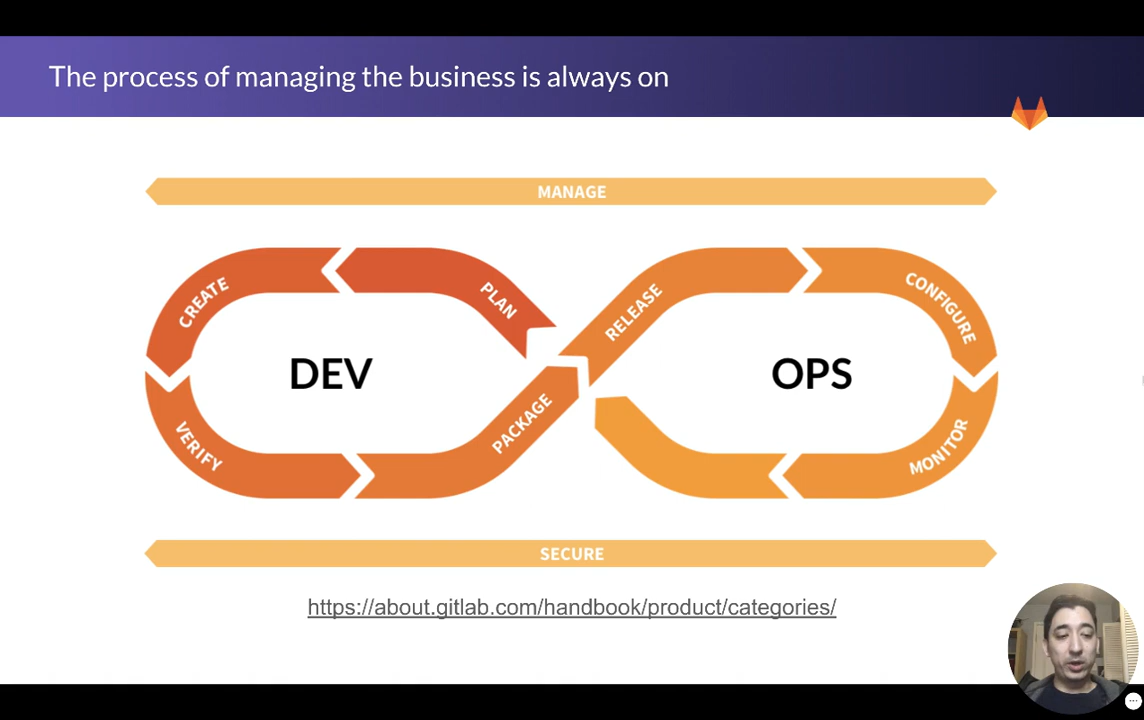 The process of managing the business is always on
MANAGE
CREATE
PLAN
RELEASE
CONFIGURE
DEV
OPS
VERIFY
PACKAGE
MONITOR
SECURE
https://about.gitlab.com/handbook/product/categories/